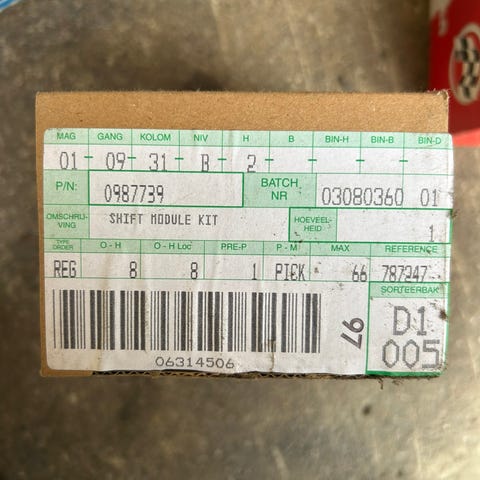 MAG GANG KOLOM NIV H B BIN-H BIN-B BIN-D
01 - 09 - 31 - B - 2 - - - -
P/N: 0987739 BATCH NR 03080360 01
OMSCHRIJ-VING SHIFT MODULE KIT HOEVEEL-HEID 1
TYPE ORDER O - H O - H Loc PRE-P P - M MAX REFERENCE
REG 8 8 1 PICK 66 787347
SORTEERBAK
97 D1
005
06314506